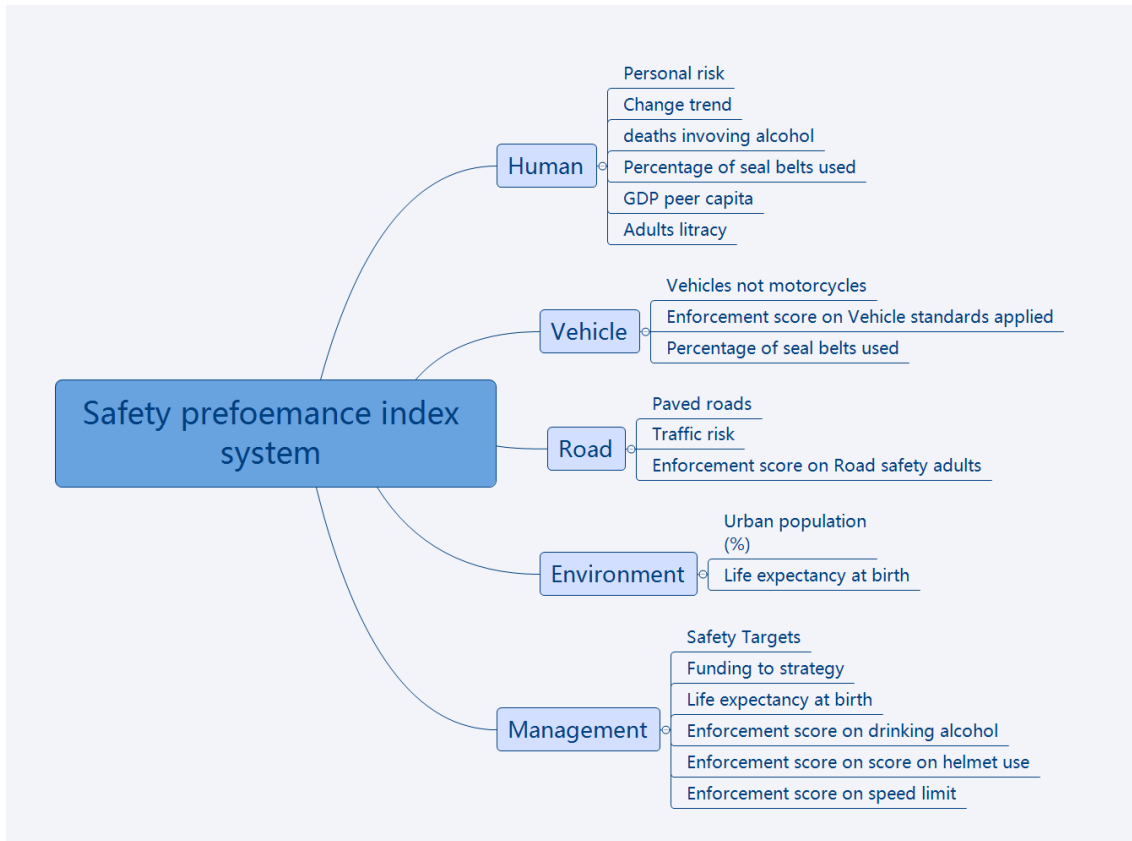 Safety prefoemance index
system
Human
Personal risk
Change trend
deaths invoving alcohol
Percentage of seal belts used
GDP peer capita
Adults litracy
Vehicle
Vehicles not motorcycles
Enforcement score on Vehicle standards applied
Percentage of seal belts used
Road
Paved roads
Traffic risk
Enforcement score on Road safety adults
Environment
Urban population
(%)
Life expectancy at birth
Management
Safety Targets
Funding to strategy
Life expectancy at birth
Enforcement score on drinking alcohol
Enforcement score on score on helmet use
Enforcement score on speed limit